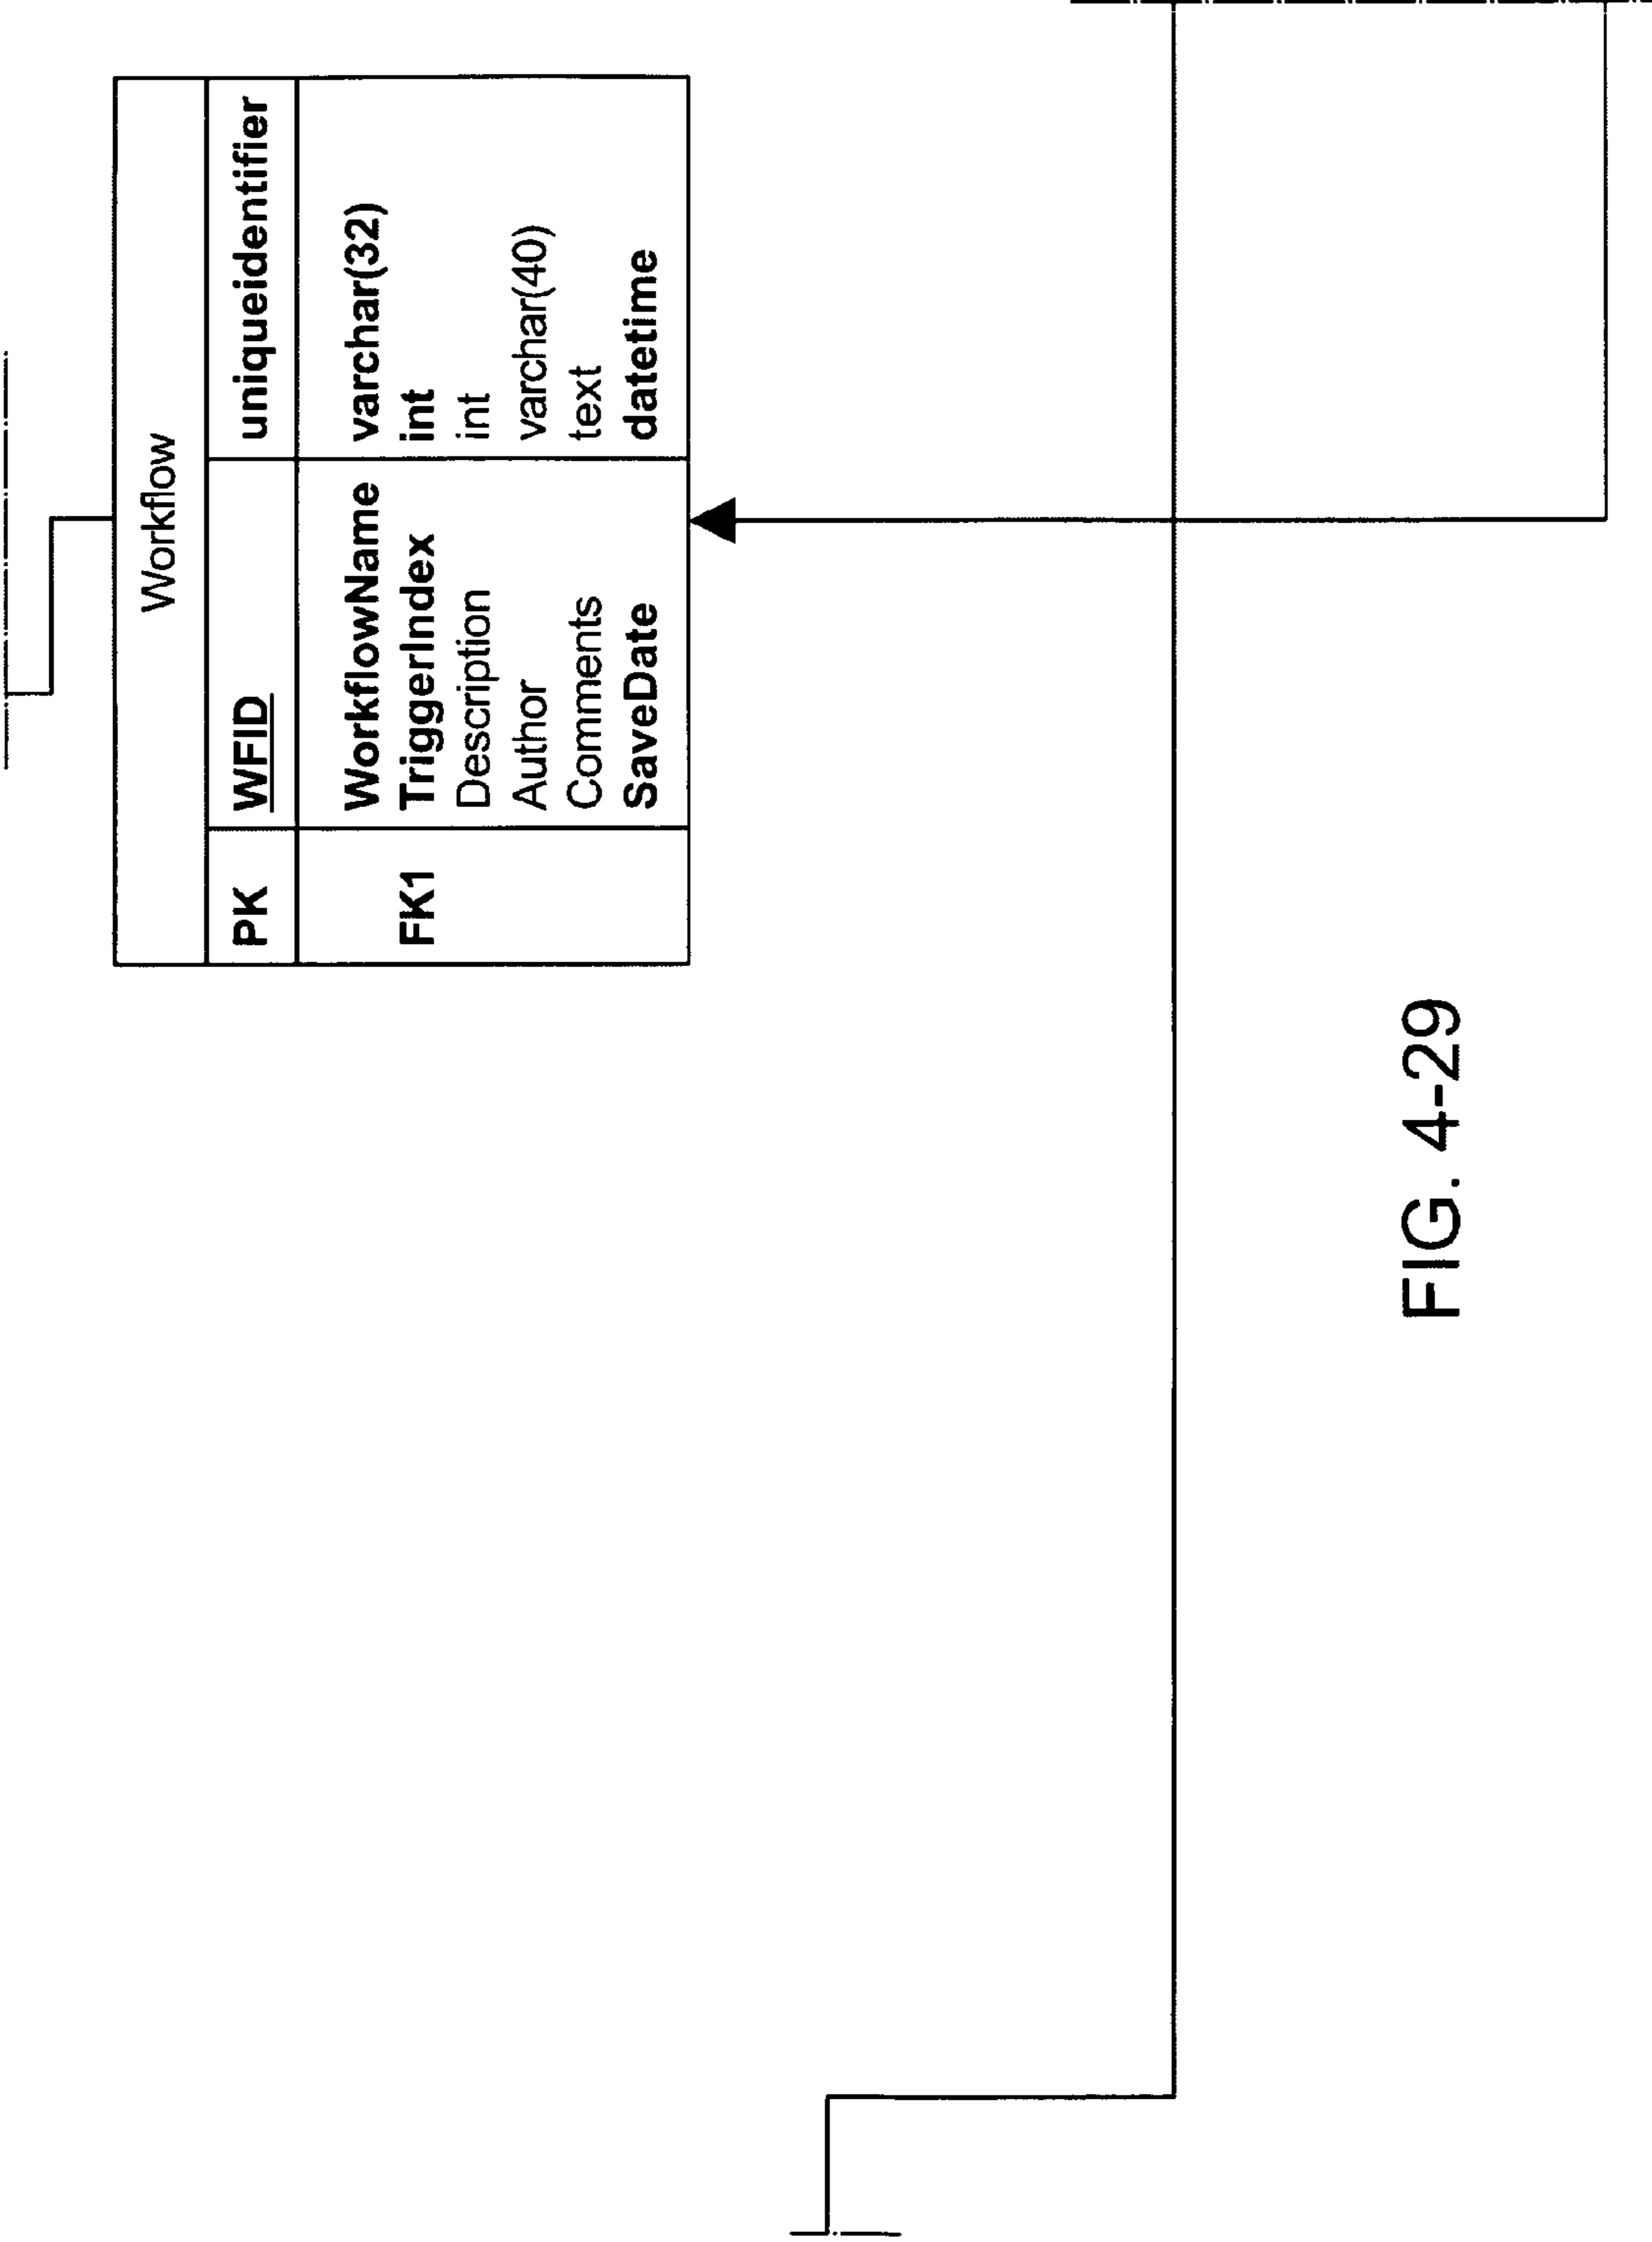 Workflow
PK WFID uniqueidentifier
WorkflowName varchar(32)
FK1 TriggerIndex int
Description int
Author varchar(40)
Comments text
SaveDate datetime
FIG. 4-29